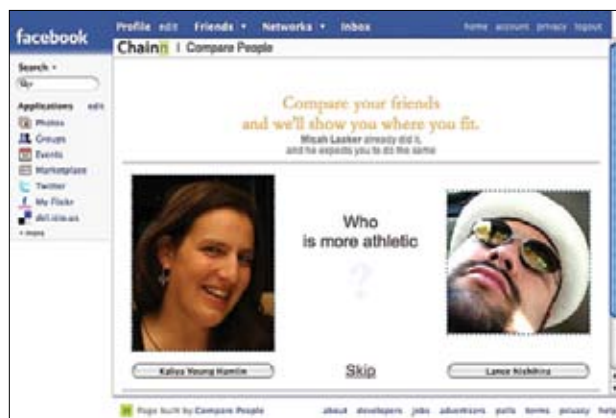 facebook
Profile edit Friends Networks Inbox
home account privacy logout
Chainn | Compare People
Search
Applications edit
Photos
Groups
Events
Marketplace
Twitter
My Flickr
del.icio.us
+ more
Compare your friends
and we'll show you where you fit.
Micah Laaker already did it,
and he expects you to do the same
Who
is more athletic
?
Kaliya Young Hamlin
Skip
Lance Nishihira
Page built by Compare People
about developers jobs advertisers polls terms privacy